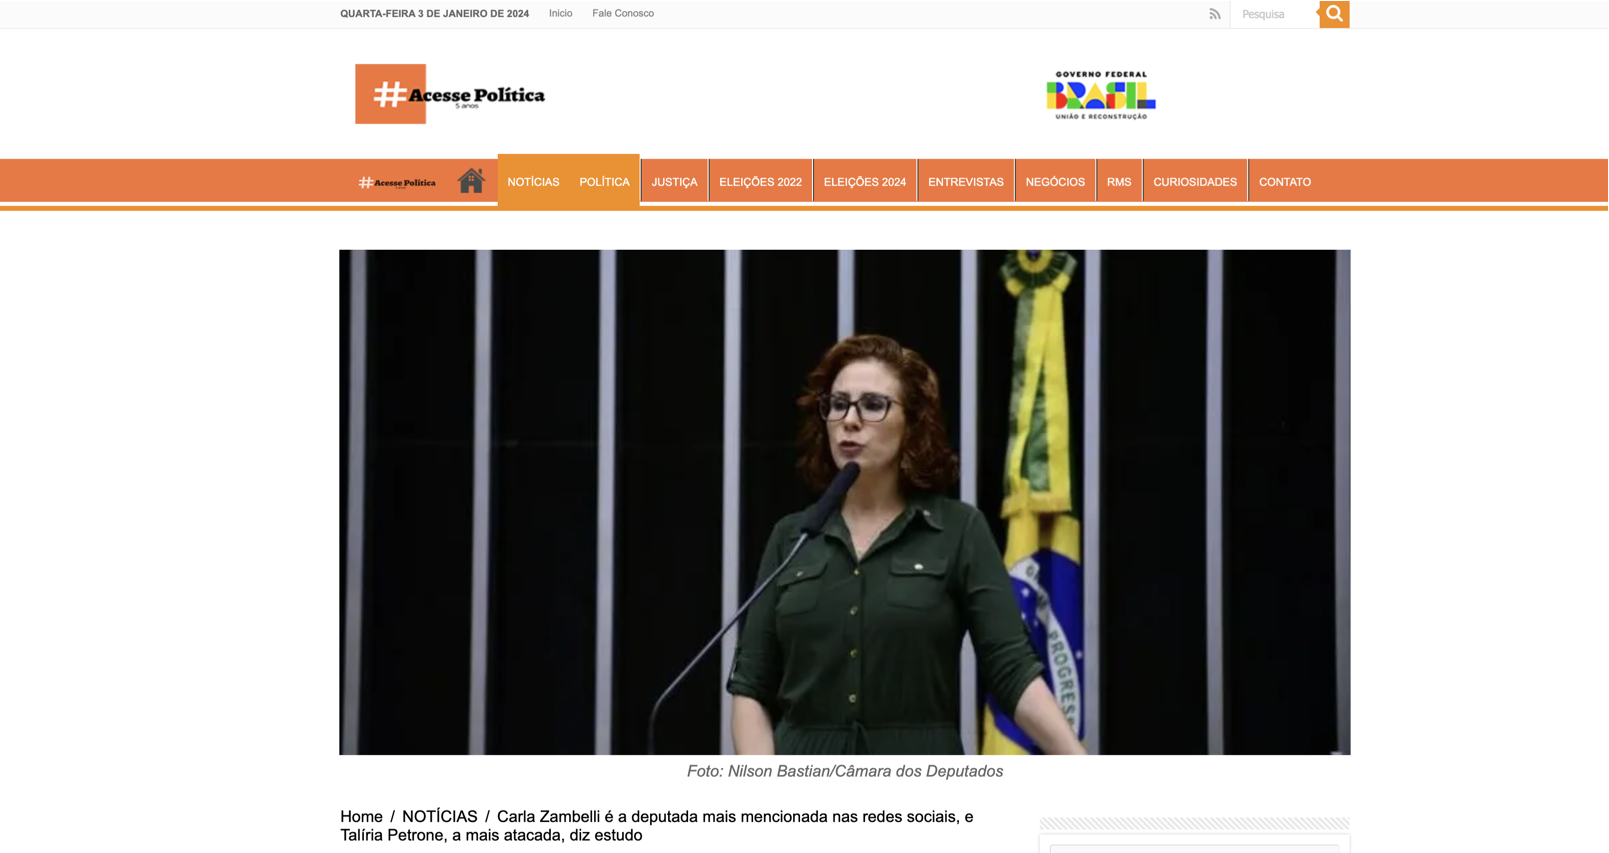 QUARTA-FEIRA 3 DE JANEIRO DE 2024 Inicio Fale Conosco Pesquisa
#Acesse Política
5 anos
GOVERNO FEDERAL
BRASIL
UNIÃO E RECONSTRUÇÃO
#Acesse Política NOTÍCIAS POLÍTICA JUSTIÇA ELEIÇÕES 2022 ELEIÇÕES 2024 ENTREVISTAS NEGÓCIOS RMS CURIOSIDADES CONTATO
PROGRESS
Foto: Nilson Bastian/Câmara dos Deputados
Home / NOTÍCIAS / Carla Zambelli é a deputada mais mencionada nas redes sociais, e
Talíria Petrone, a mais atacada, diz estudo